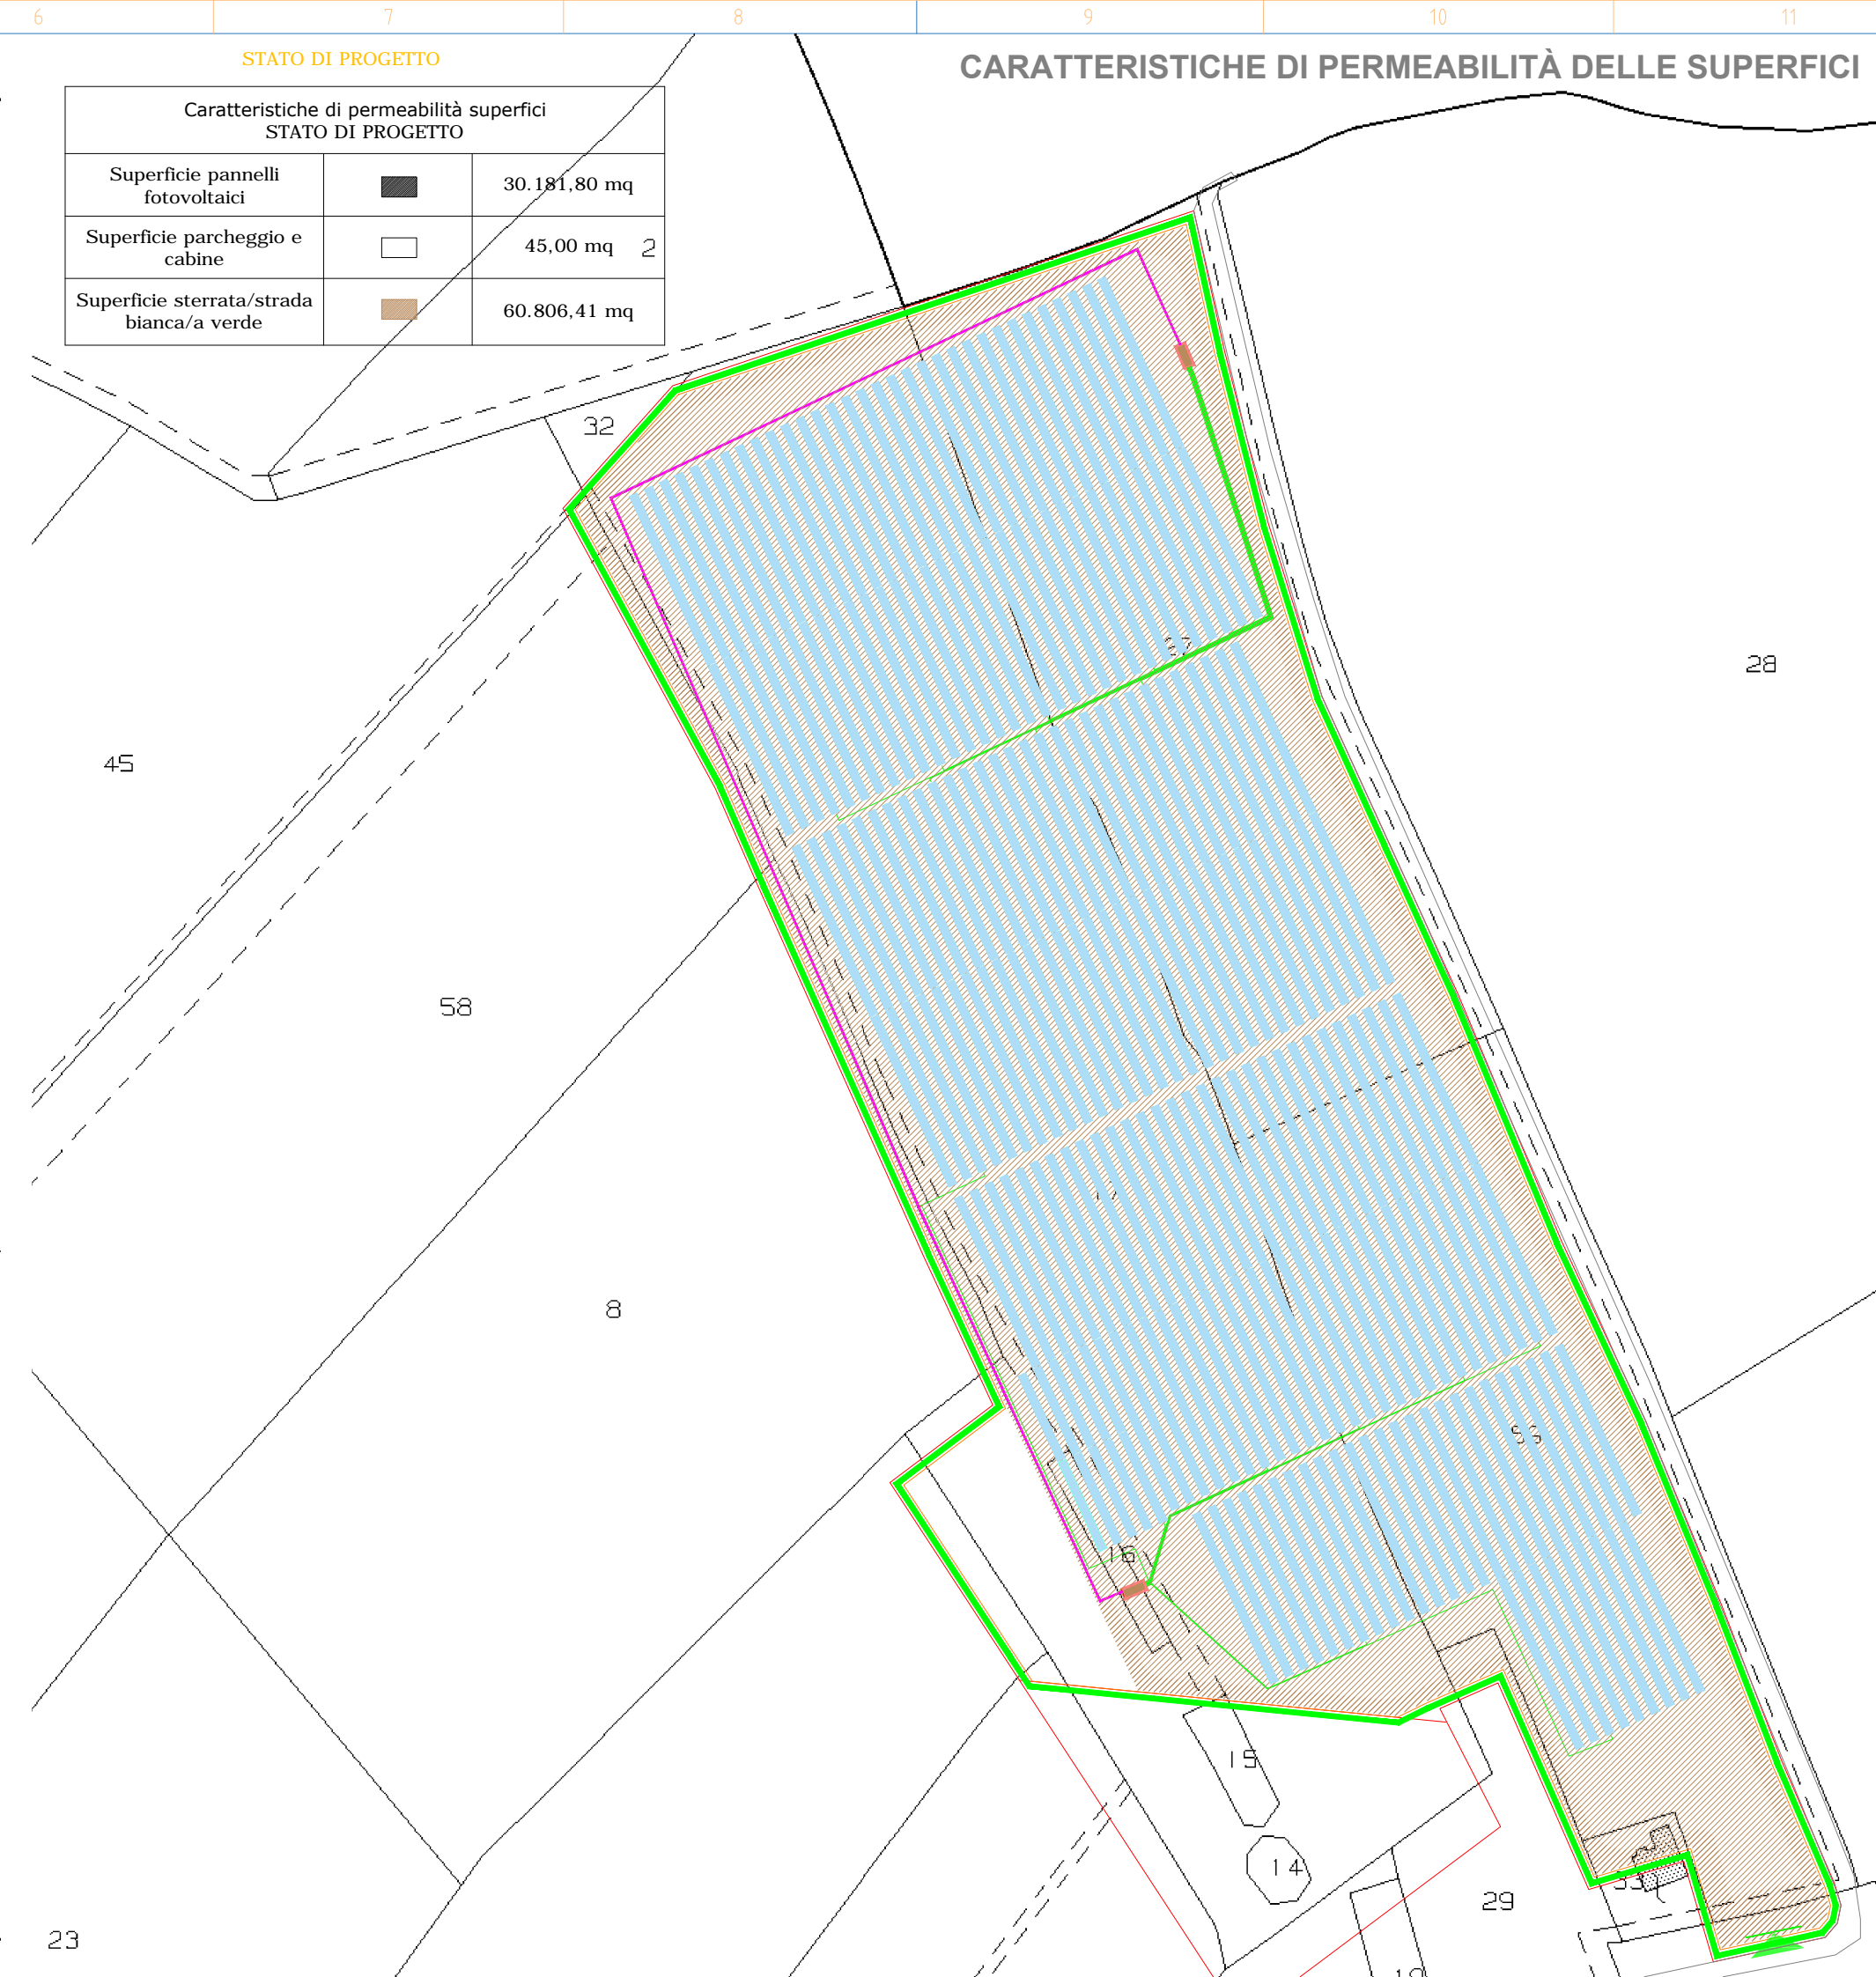 6 7 8 9 10 11
STATO DI PROGETTO
CARATTERISTICHE DI PERMEABILITÀ DELLE SUPERFICI
Caratteristiche di permeabilità superfici
STATO DI PROGETTO
Superficie pannelli
fotovoltaici
30.181,80 mq
Superficie parcheggio e
cabine
45,00 mq
2
Superficie sterrata/strada
bianca/a verde
60.806,41 mq
32
28
45
58
8
16
15
14
29
23